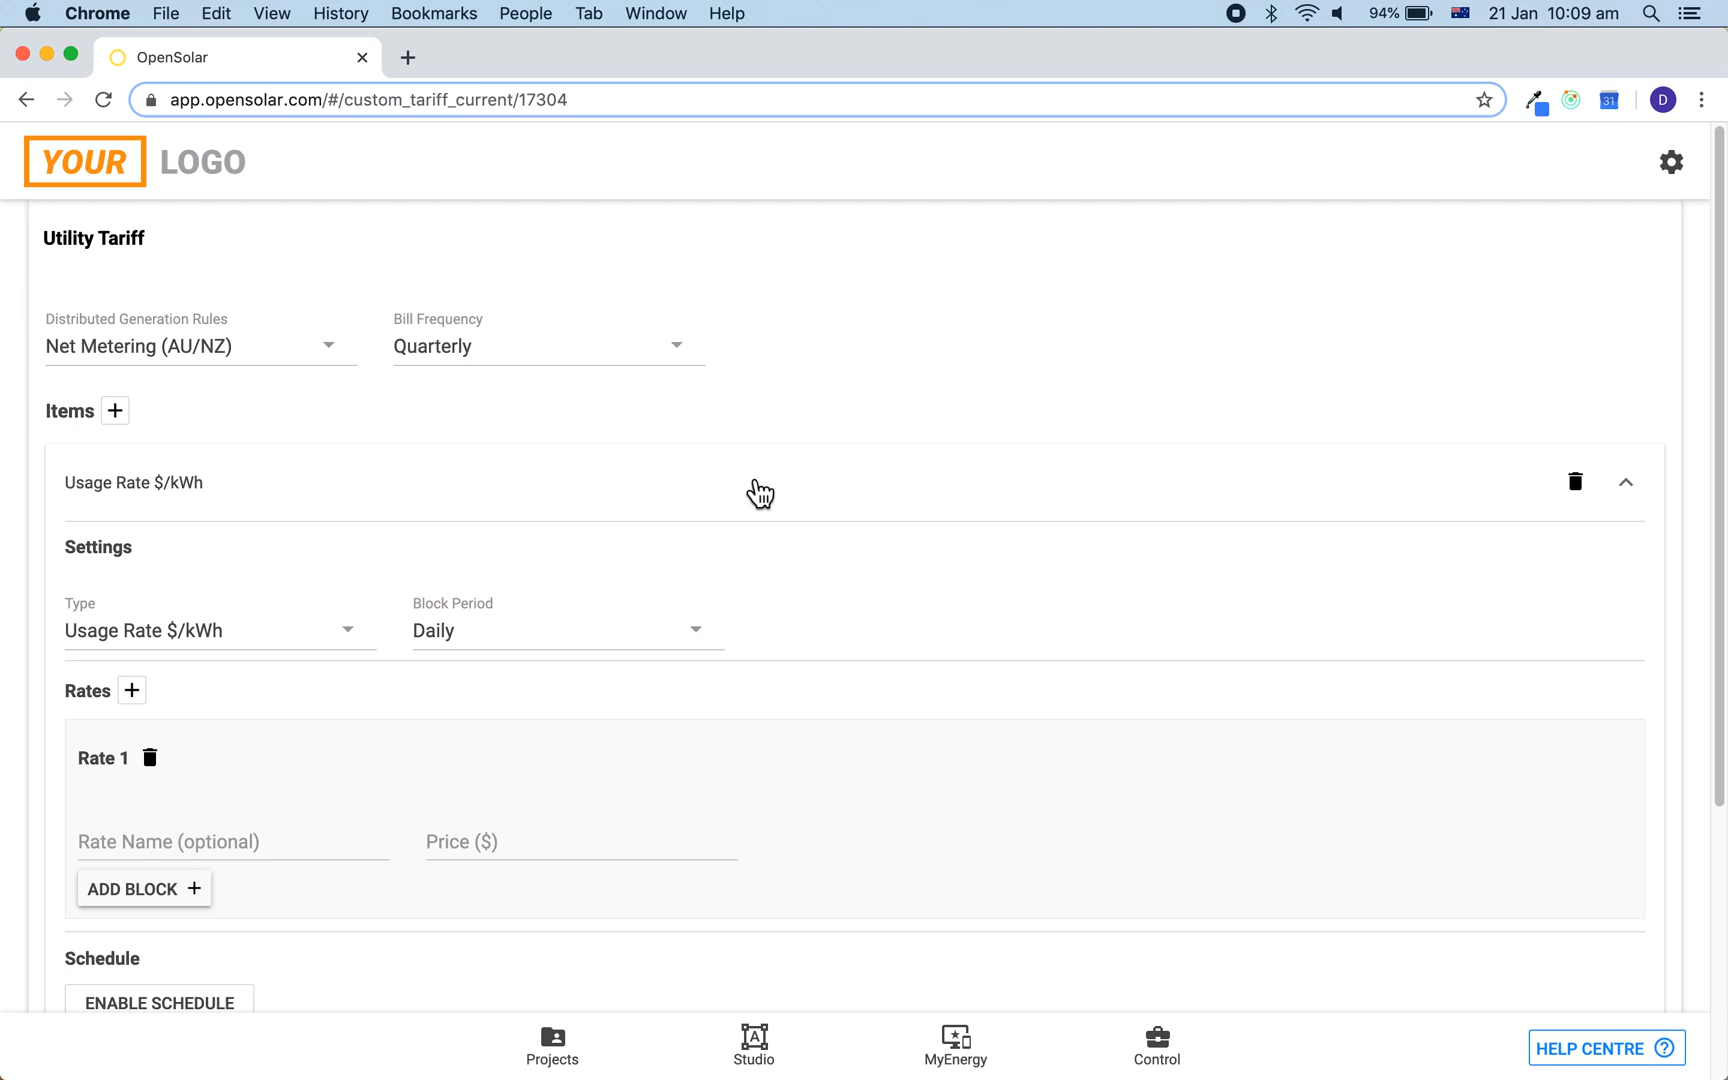 Chrome File Edit View History Bookmarks People Tab Window Help 94% 21 Jan 10:09 am
OpenSolar
app.opensolar.com/#/custom_tariff_current/17304
31
D
YOUR LOGO
Utility Tariff
Distributed Generation Rules Bill Frequency
Net Metering (AU/NZ) Quarterly
Items +
Usage Rate $/kWh
Settings
Type Block Period
Usage Rate $/kWh Daily
Rates +
Rate 1
Rate Name (optional) Price ($)
ADD BLOCK +
Schedule
ENABLE SCHEDULE
A
Projects Studio MyEnergy Control
HELP CENTRE ?